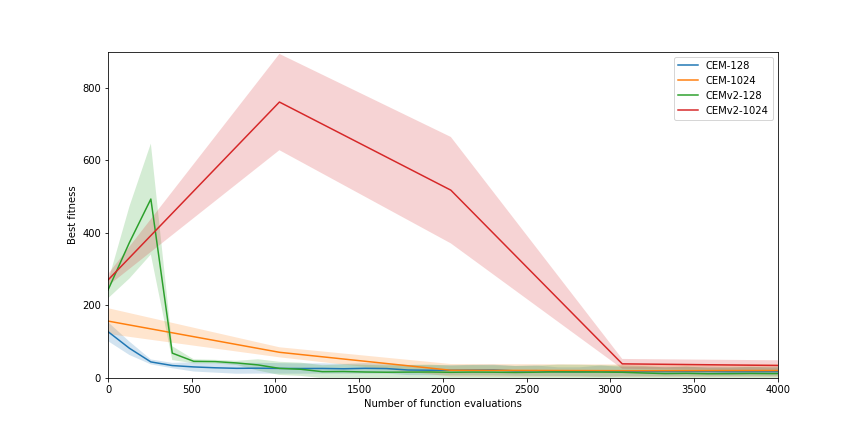 CEM-128
CEM-1024
CEMv2-128
CEMv2-1024
Best fitness
800
600
400
200
0
0 500 1000 1500 2000 2500 3000 3500 4000
Number of function evaluations